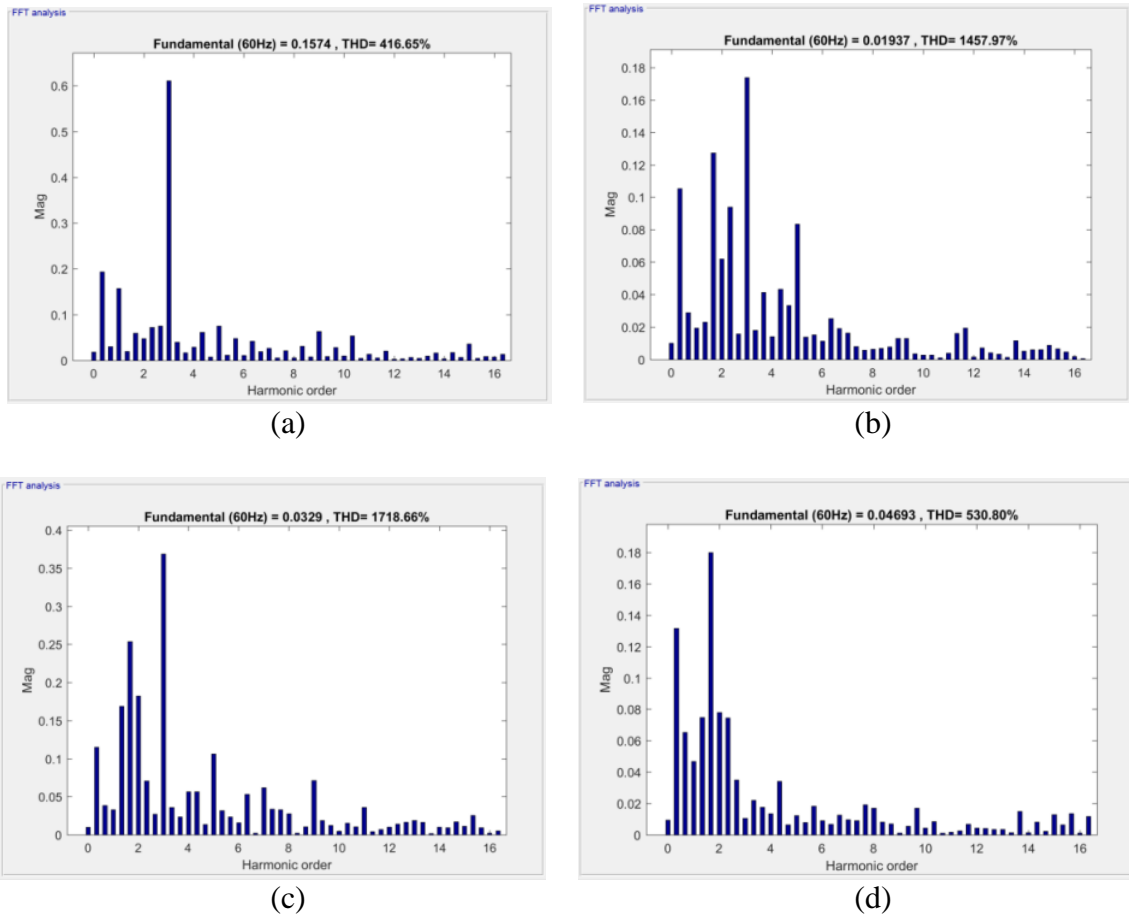 FFT analysis
Fundamental (60Hz) = 0.1574 , THD= 416.65%
0.6
0.5
0.4
0.3
0.2
0.1
0
Mag
0 2 4 6 8 10 12 14 16
Harmonic order
(a)
FFT analysis
Fundamental (60Hz) = 0.01937 , THD= 1457.97%
0.18
0.16
0.14
0.12
0.1
0.08
0.06
0.04
0.02
0
Mag
0 2 4 6 8 10 12 14 16
Harmonic order
(b)
FFT analysis
Fundamental (60Hz) = 0.0329 , THD= 1718.66%
0.4
0.35
0.3
0.25
0.2
0.15
0.1
0.05
0
Mag
0 2 4 6 8 10 12 14 16
Harmonic order
(c)
FFT analysis
Fundamental (60Hz) = 0.04693 , THD= 530.80%
0.18
0.16
0.14
0.12
0.1
0.08
0.06
0.04
0.02
0
Mag
0 2 4 6 8 10 12 14 16
Harmonic order
(d)